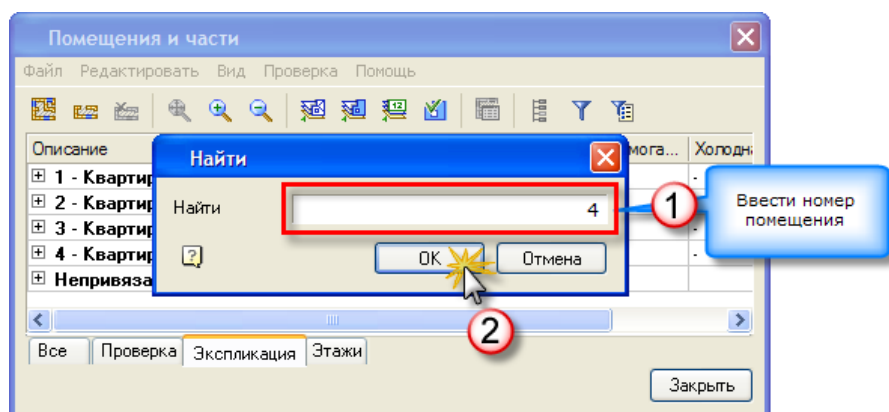 Помещения и части
Файл Редактировать Вид Проверка Помощь
Описание мога... Холодн
Найти
1 - Квартир
2 - Квартир
3 - Квартир
4 - Квартир
Непривяза
Найти 4
1
Ввести номер
помещения
OK Отмена
2
Все Проверка Экспликация Этажи
Закрыть